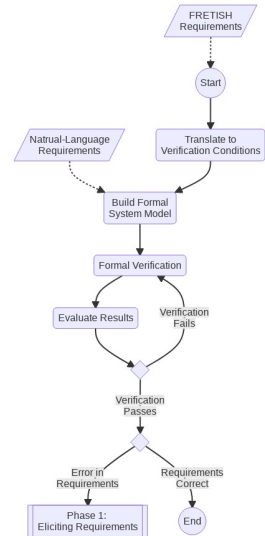 FRETISH
Requirements
Start
Natrual-Language
Requirements
Translate to
Verification Conditions
Build Formal
System Model
Formal Verification
Evaluate Results
Verification
Fails
Verification
Passes
Error in
Requirements
Requirements
Correct
Phase 1:
Eliciting Requirements
End